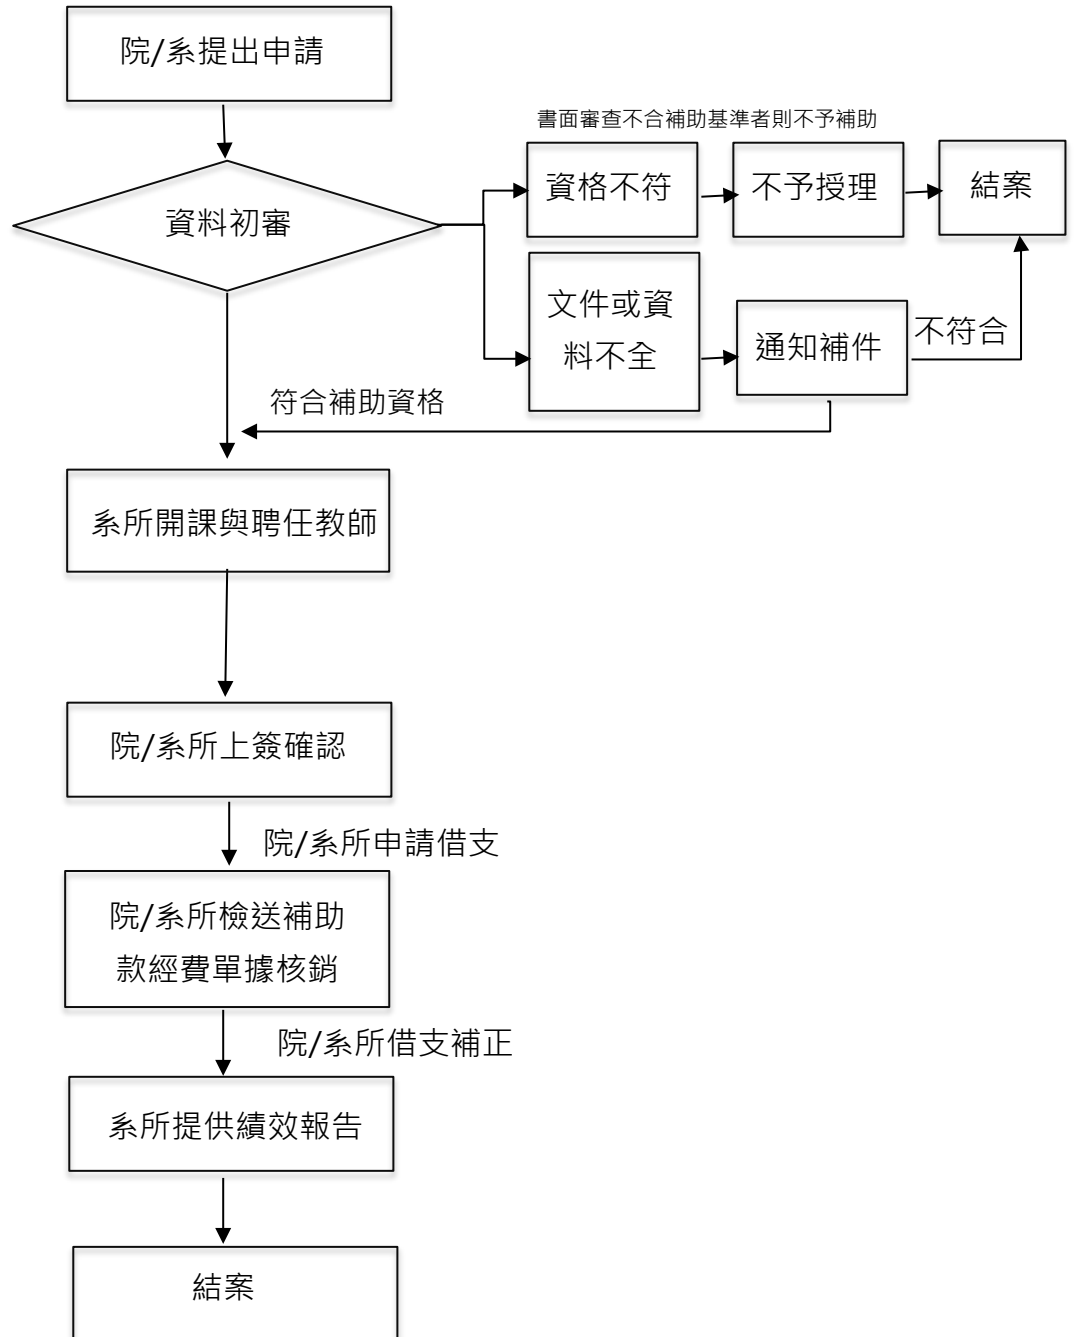 院/系提出申請
書面審查不合補助基準者則不予補助
資料初審
資格不符
不予授理
結案
文件或資
料不全
通知補件
不符合
符合補助資格
系所開課與聘任教師
院/系所上簽確認
院/系所申請借支
院/系所檢送補助
款經費單據核銷
院/系所借支補正
系所提供績效報告
結案